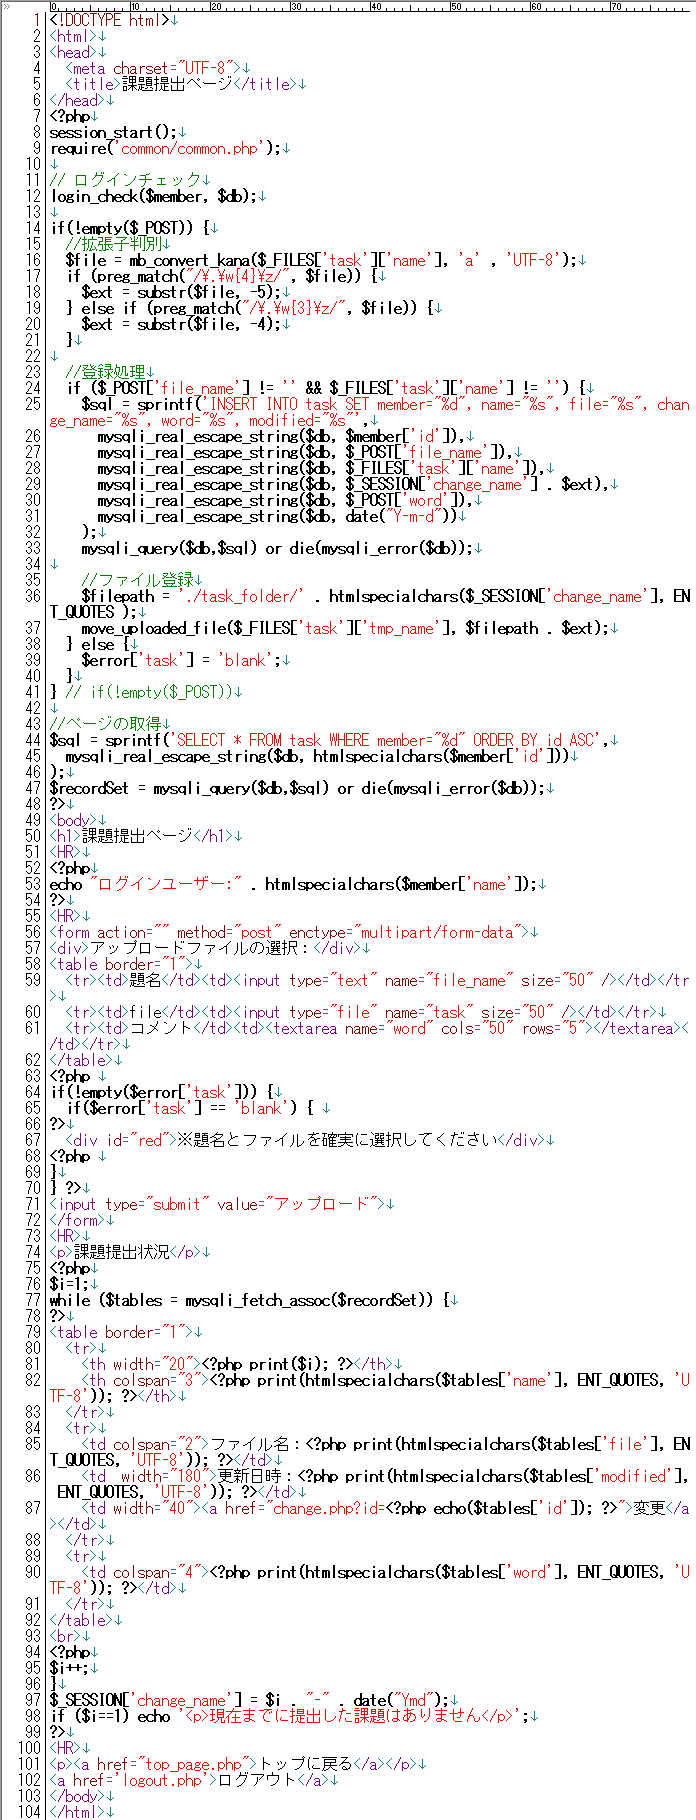 0 10 20 30 40 50 60 70
1 <!DOCTYPE html>↓
2 <html>↓
3 <head>↓
4   <meta charset="UTF-8">↓
5   <title>課題提出ページ</title>↓
6 </head>↓
7 <?php↓
8 session_start();↓
9 require('common/common.php');↓
10 ↓
11 // ログインチェック↓
12 login_check($member, $db);↓
13 ↓
14 if(!empty($_POST)) {↓
15   //拡張子判別↓
16   $file = mb_convert_kana($_FILES['task']['name'], 'a' , 'UTF-8');↓
17   if (preg_match("/¥.¥w{4}¥z/", $file)) {↓
18     $ext = substr($file, -5);↓
19   } else if (preg_match("/¥.¥w{3}¥z/", $file)) {↓
20     $ext = substr($file, -4);↓
21   }↓
22 ↓
23   //登録処理↓
24   if ($_POST['file_name'] != '' && $_FILES['task']['name'] != '') {↓
25     $sql = sprintf('INSERT INTO task SET member="%d", name="%s", file="%s", chan
ge_name="%s", word="%s", modified="%s"',↓
26       mysqli_real_escape_string($db, $member['id']),↓
27       mysqli_real_escape_string($db, $_POST['file_name']),↓
28       mysqli_real_escape_string($db, $_FILES['task']['name']),↓
29       mysqli_real_escape_string($db, $_SESSION['change_name'] . $ext),↓
30       mysqli_real_escape_string($db, $_POST['word']),↓
31       mysqli_real_escape_string($db, date("Y-m-d"))↓
32     );↓
33     mysqli_query($db,$sql) or die(mysqli_error($db));↓
34 ↓
35     //ファイル登録↓
36     $filepath = './task_folder/' . htmlspecialchars($_SESSION['change_name'], EN
T_QUOTES );↓
37     move_uploaded_file($_FILES['task']['tmp_name'], $filepath . $ext);↓
38   } else {↓
39     $error['task'] = 'blank';↓
40   }↓
41 } // if(!empty($_POST))↓
42 ↓
43 //ページの取得↓
44 $sql = sprintf('SELECT * FROM task WHERE member="%d" ORDER BY id ASC',↓
45   mysqli_real_escape_string($db, htmlspecialchars($member['id']))↓
46 );↓
47 $recordSet = mysqli_query($db,$sql) or die(mysqli_error($db));↓
48 ?>↓
49 <body>↓
50 <h1>課題提出ページ</h1>↓
51 <HR>↓
52 <?php↓
53 echo "ログインユーザー:" . htmlspecialchars($member['name']);↓
54 ?>↓
55 <HR>↓
56 <form action="" method="post" enctype="multipart/form-data">↓
57 <div>アップロードファイルの選択：</div>↓
58 <table border="1">↓
59   <tr><td>題名</td><td><input type="text" name="file_name" size="50" /></td></tr
>↓
60   <tr><td>file</td><td><input type="file" name="task" size="50" /></td></tr>↓
61   <tr><td>コメント</td><td><textarea name="word" cols="50" rows="5"></textarea><
/td></tr>↓
62 </table>↓
63 <?php ↓
64 if(!empty($error['task'])) {↓
65   if($error['task'] == 'blank') { ↓
66 ?>↓
67   <div id="red">※題名とファイルを確実に選択してください</div>↓
68 <?php ↓
69 }↓
70 } ?>↓
71 <input type="submit" value="アップロード">↓
72 </form>↓
73 <HR>↓
74 <p>課題提出状況</p>↓
75 <?php↓
76 $i=1;↓
77 while ($tables = mysqli_fetch_assoc($recordSet)) {↓
78 ?>↓
79 <table border="1">↓
80   <tr>↓
81     <th width="20"><?php print($i); ?></th>↓
82     <th colspan="3"><?php print(htmlspecialchars($tables['name'], ENT_QUOTES, 'U
TF-8')); ?></th>↓
83   </tr>↓
84   <tr>↓
85     <td colspan="2">ファイル名：<?php print(htmlspecialchars($tables['file'], EN
T_QUOTES, 'UTF-8')); ?></td>↓
86     <td  width="180">更新日時：<?php print(htmlspecialchars($tables['modified'],
 ENT_QUOTES, 'UTF-8')); ?></td>↓
87     <td width="40"><a href="change.php?id=<?php echo($tables['id']); ?>">変更</a
></td>↓
88   </tr>↓
89   <tr>↓
90     <td colspan="4"><?php print(htmlspecialchars($tables['word'], ENT_QUOTES, 'U
TF-8')); ?></td>↓
91   </tr>↓
92 </table>↓
93 <br>↓
94 <?php↓
95 $i++;↓
96 }↓
97 $_SESSION['change_name'] = $i . "-" . date("Ymd");↓
98 if ($i==1) echo '<p>現在までに提出した課題はありません</p>';↓
99 ?>↓
100 <HR>↓
101 <p><a href="top_page.php">トップに戻る</a></p>↓
102 <a href='logout.php'>ログアウト</a>↓
103 </body>↓
104 </html>↓